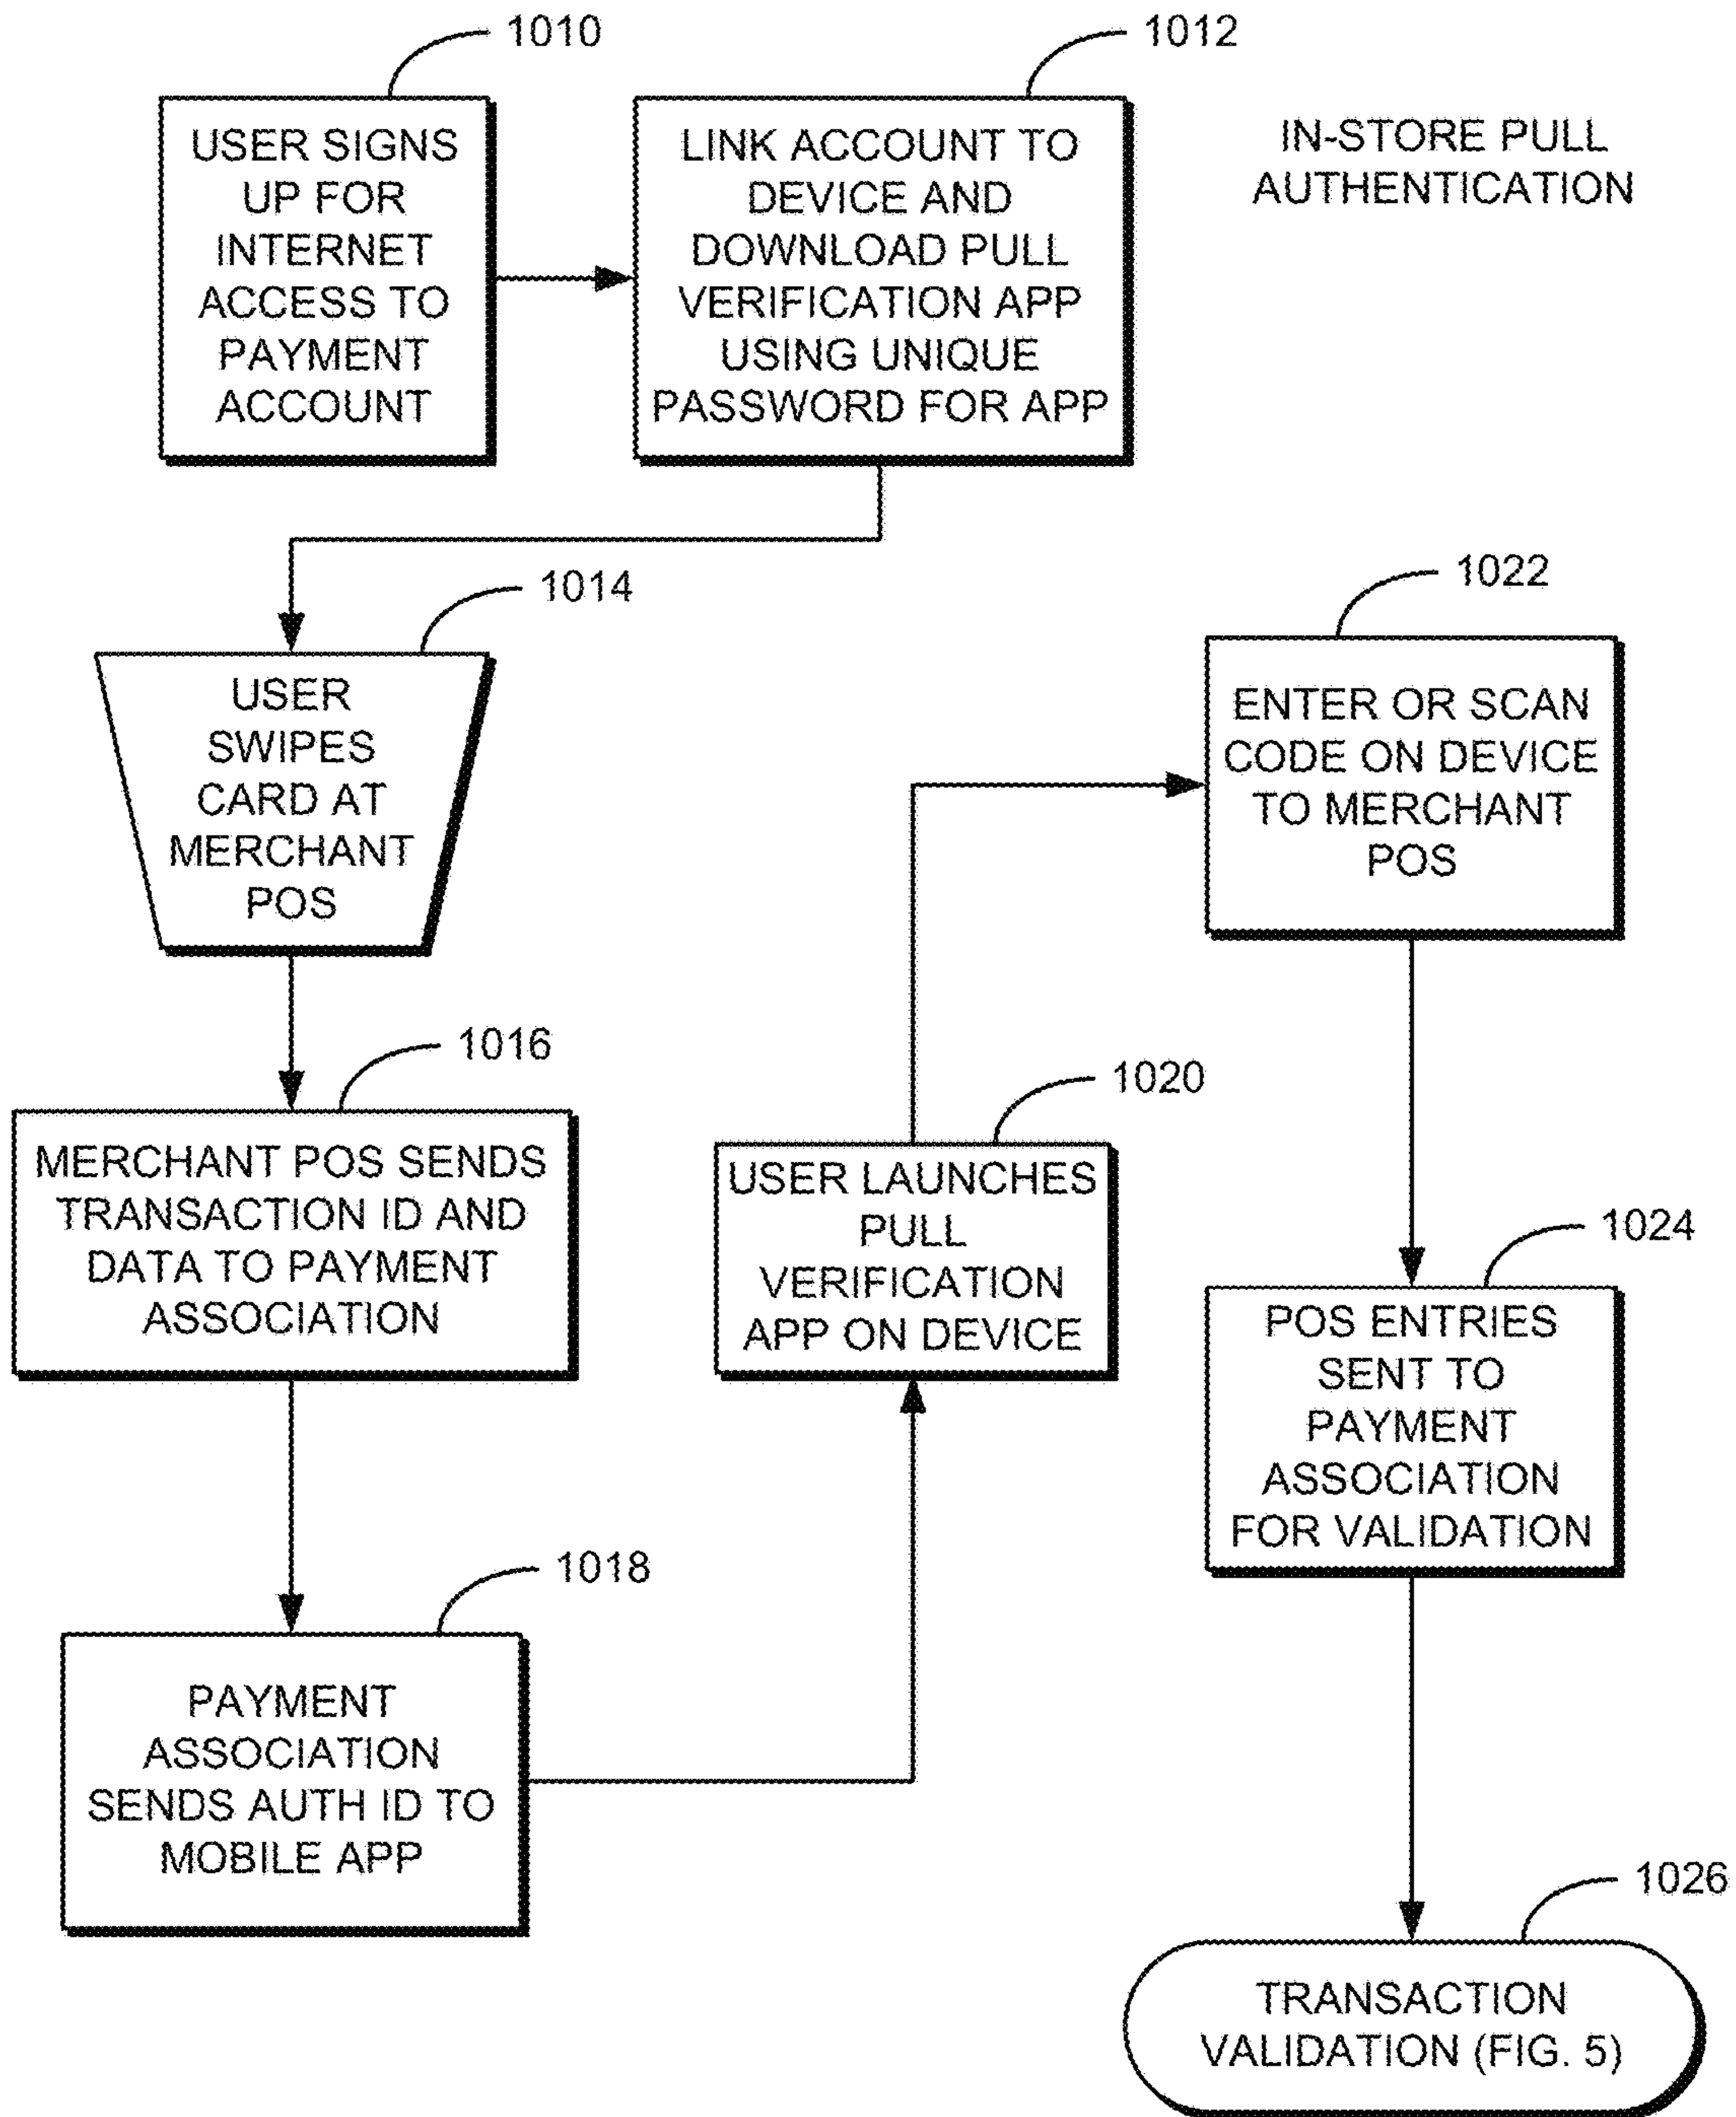 1010
USER SIGNS
UP FOR
INTERNET
ACCESS TO
PAYMENT
ACCOUNT
1012
LINK ACCOUNT TO
DEVICE AND
DOWNLOAD PULL
VERIFICATION APP
USING UNIQUE
PASSWORD FOR APP
IN-STORE PULL
AUTHENTICATION
1014
USER
SWIPES
CARD AT
MERCHANT
POS
1016
MERCHANT POS SENDS
TRANSACTION ID AND
DATA TO PAYMENT
ASSOCIATION
1018
PAYMENT
ASSOCIATION
SENDS AUTH ID TO
MOBILE APP
1020
USER LAUNCHES
PULL
VERIFICATION
APP ON DEVICE
1022
ENTER OR SCAN
CODE ON DEVICE
TO MERCHANT
POS
1024
POS ENTRIES
SENT TO
PAYMENT
ASSOCIATION
FOR VALIDATION
1026
TRANSACTION
VALIDATION (FIG. 5)